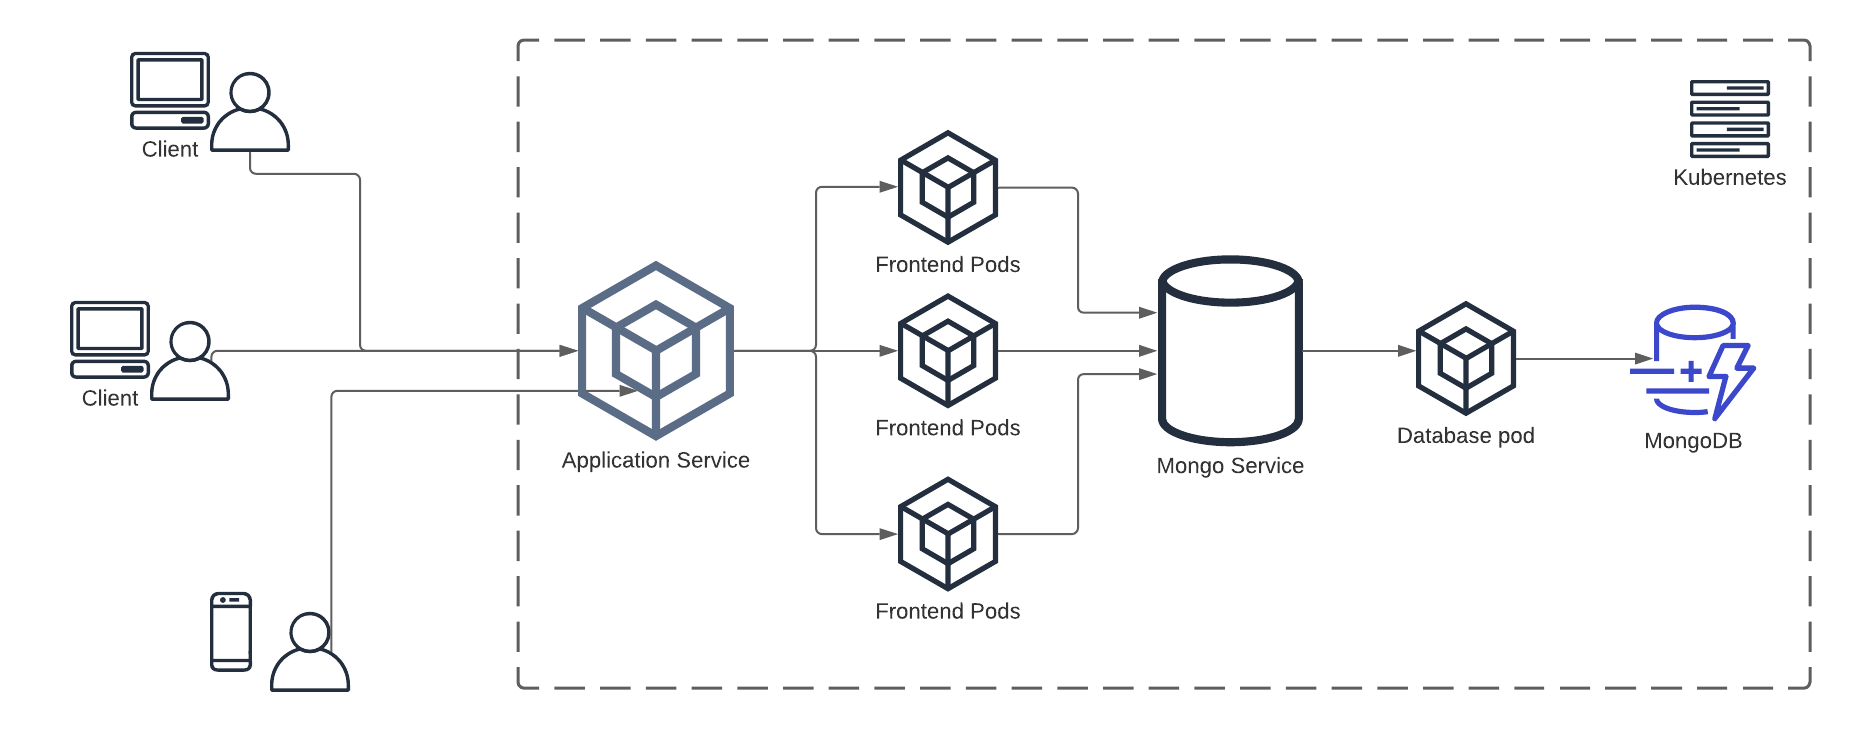 Client
Kubernetes
Frontend Pods
Client
Application Service
Frontend Pods
Mongo Service
Database pod
MongoDB
Frontend Pods